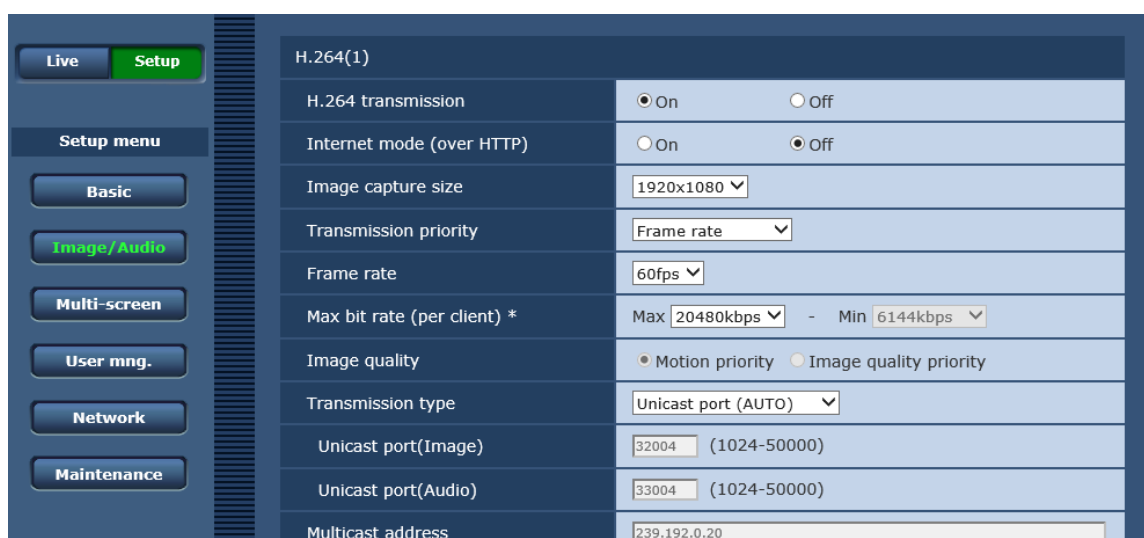 Live Setup
Setup menu
Basic
Image/Audio
Multi-screen
User mng.
Network
Maintenance
H.264(1)
H.264 transmission On Off
Internet mode (over HTTP) On Off
Image capture size 1920x1080
Transmission priority Frame rate
Frame rate 60fps
Max bit rate (per client) * Max 20480kbps - Min 6144kbps
Image quality Motion priority Image quality priority
Transmission type Unicast port (AUTO)
Unicast port(Image) 32004 (1024-50000)
Unicast port(Audio) 33004 (1024-50000)
Multicast address 239.192.0.20